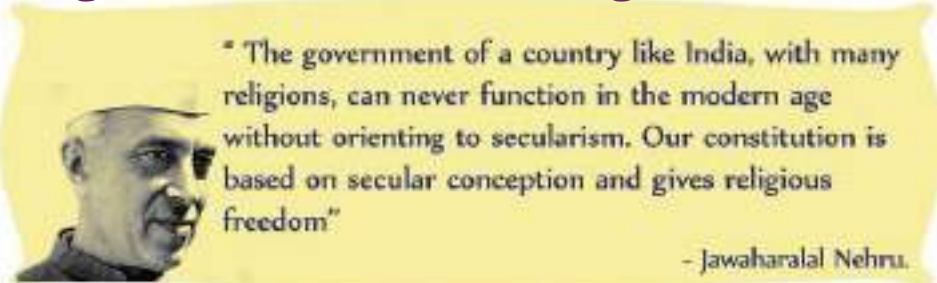 “ The government of a country like India, with many
religions, can never function in the modern age
without orienting to secularism. Our constitution is
based on secular conception and gives religious
freedom”
- Jawaharalal Nehru.